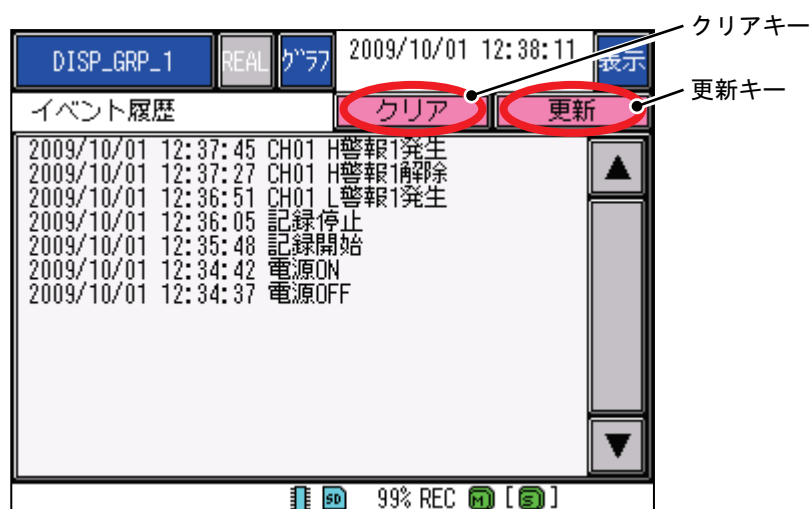 クリアキー
DISP_GRP_1 REAL グラフ 2009/10/01 12:38:11 表示
更新キー
イベント履歴 クリア 更新
2009/10/01 12:37:45 CH01 H警報1発生
2009/10/01 12:37:27 CH01 H警報1解除
2009/10/01 12:36:51 CH01 L警報1発生
2009/10/01 12:36:05 記録停止
2009/10/01 12:35:48 記録開始
2009/10/01 12:34:42 電源ON
2009/10/01 12:34:37 電源OFF
SD 99% REC M [S]